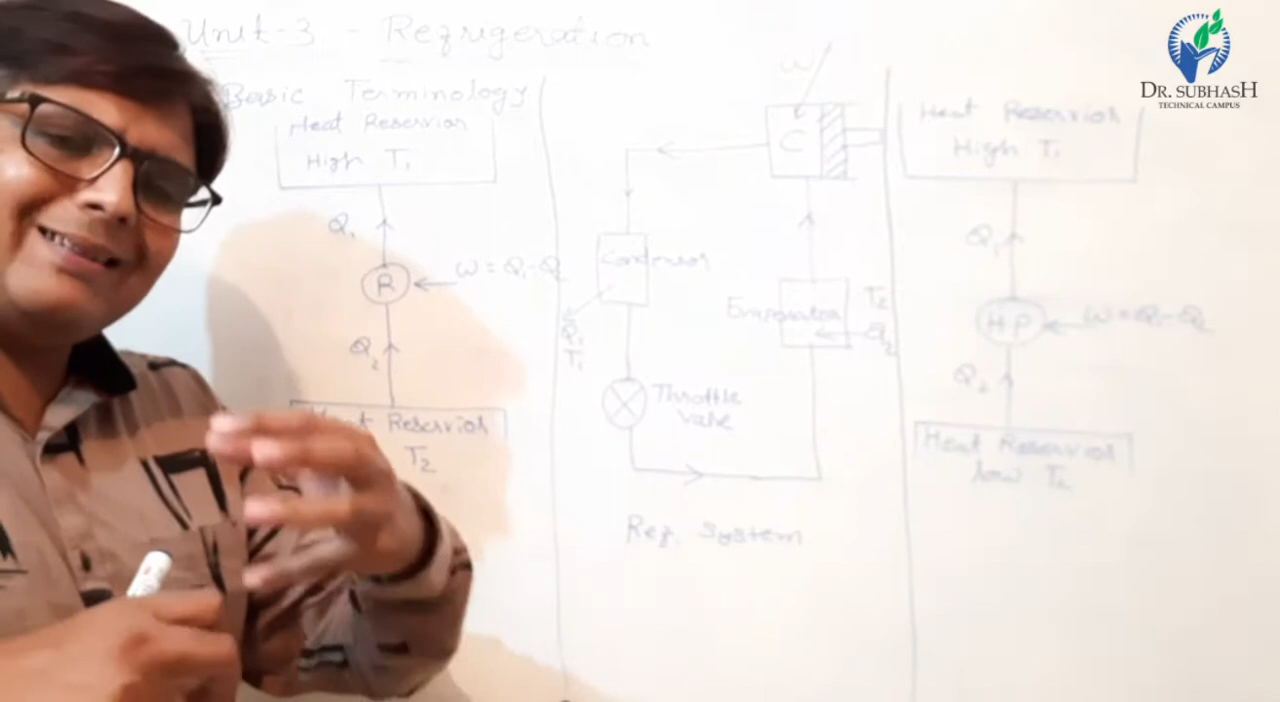 Unit-3 - Refrigeration
Basic Terminology
Heat Reservior
High T1
Q1
R
W = Q1 - Q2
Q2
Heat Reservior
T2
W
C
Condensor
Q1
T1
Evaporator
T2
Q2
Throttle
Valve
Ref. System
Heat Reservior
High T1
Q1
HP
W = Q1 - Q2
Q2
Heat Reservior
low T2
DR. SUBHASH
TECHNICAL CAMPUS